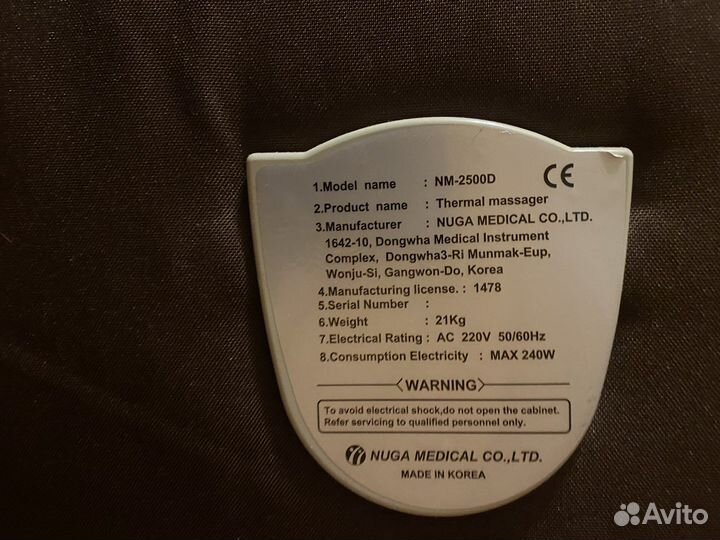 1.Model name : NM-2500D CE
2.Product name : Thermal massager
3.Manufacturer : NUGA MEDICAL CO.,LTD.
1642-10, Dongwha Medical Instrument
Complex, Dongwha3-Ri Munmak-Eup,
Wonju-Si, Gangwon-Do, Korea
4.Manufacturing license. : 1478
5.Serial Number :
6.Weight : 21Kg
7.Electrical Rating : AC 220V 50/60Hz
8.Consumption Electricity : MAX 240W
WARNING
To avoid electrical shock,do not open the cabinet.
Refer servicing to qualified personnel only.
NUGA MEDICAL CO.,LTD.
MADE IN KOREA
Avito